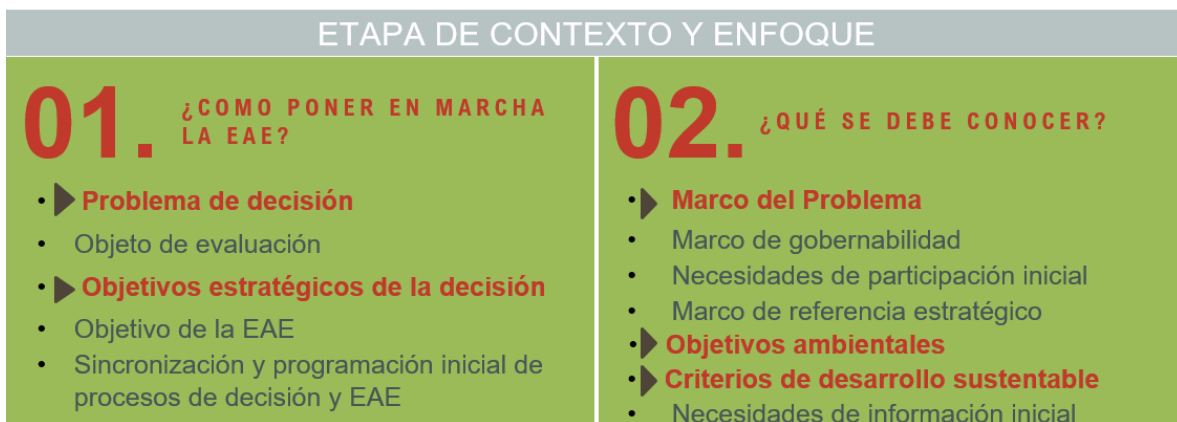 ETAPA DE CONTEXTO Y ENFOQUE
01. ¿COMO PONER EN MARCHA
LA EAE?
• Problema de decisión
• Objeto de evaluación
• Objetivos estratégicos de la decisión
• Objetivo de la EAE
• Sincronización y programación inicial de
procesos de decisión y EAE
02. ¿QUÉ SE DEBE CONOCER?
• Marco del Problema
• Marco de gobernabilidad
• Necesidades de participación inicial
• Marco de referencia estratégico
• Objetivos ambientales
• Criterios de desarrollo sustentable
• Necesidades de información inicial